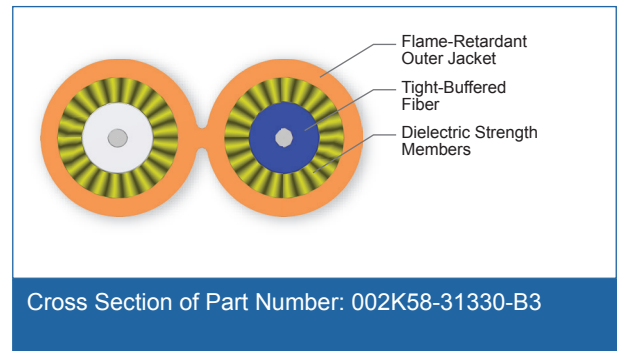 Flame-Retardant
Outer Jacket
Tight-Buffered
Fiber
Dielectric Strength
Members
Cross Section of Part Number: 002K58-31330-B3